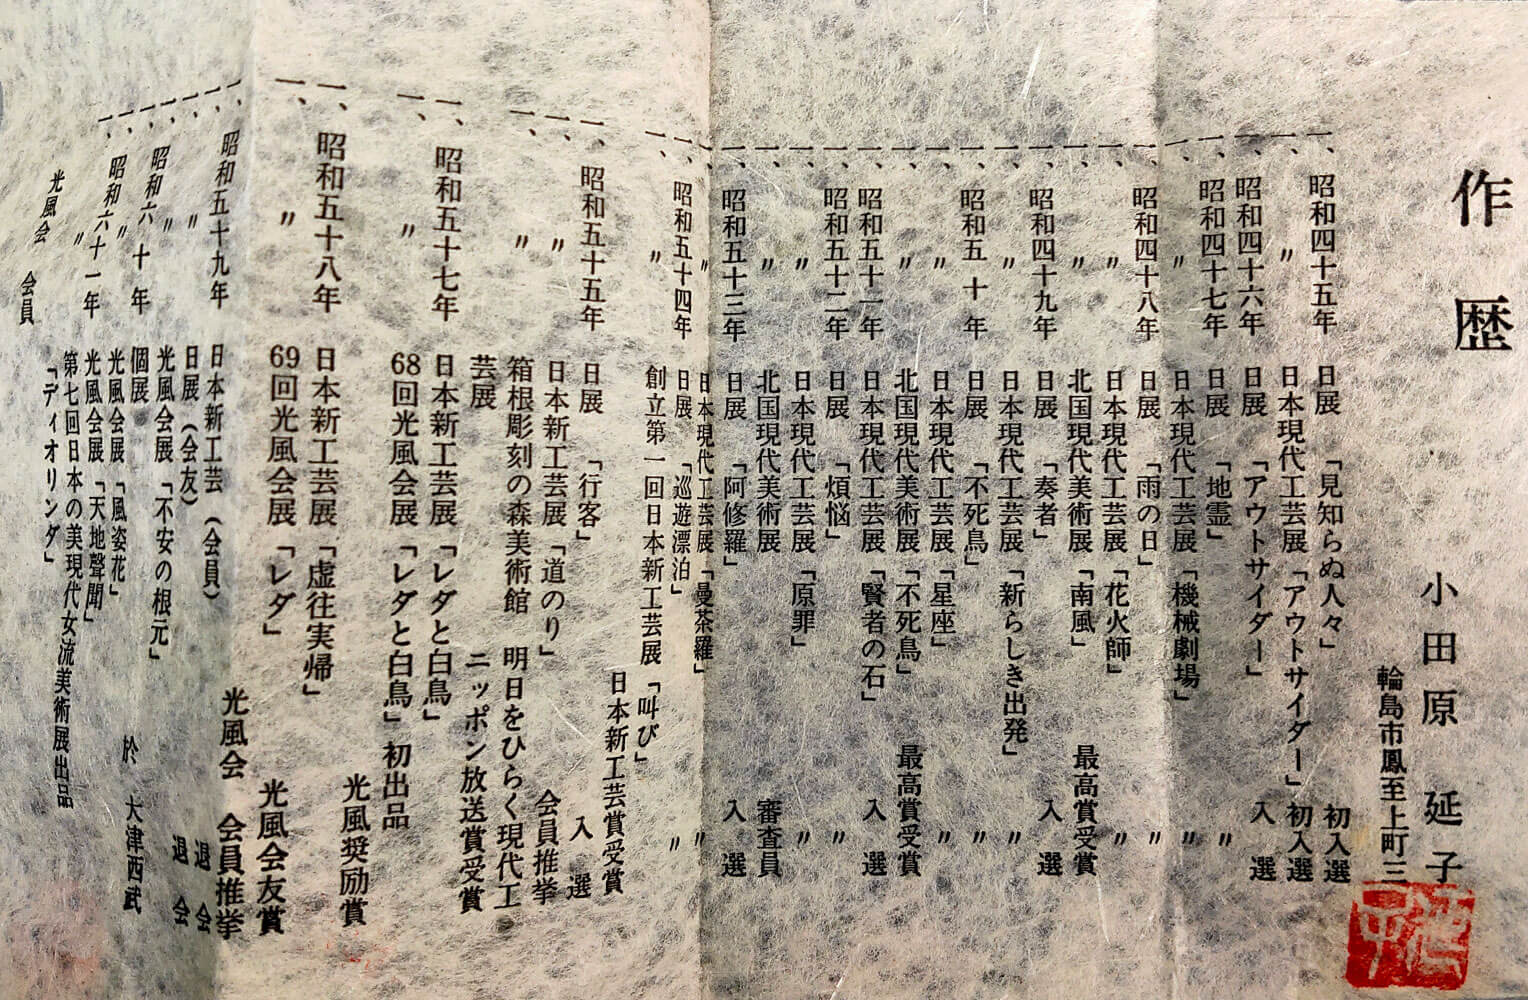 作歴
小田原延子
輪島市鳳至上町三
一、昭和四十五年 日展「見知らぬ人々」 初入選
一、 〃 日本現代工芸展「アウトサイダー」初入選
一、昭和四十六年 日展「アウトサイダー」 入選
一、昭和四十七年 日展「地霊」 〃
一、 〃 日本現代工芸展「機械劇場」 〃
一、昭和四十八年 日展「雨の日」 〃
一、 〃 日本現代工芸展「花火師」 〃
一、 〃 北国現代美術展「南風」 最高賞受賞
一、昭和四十九年 日展「奏者」 入選
一、 〃 日本現代工芸展「新らしき出発」 〃
一、昭和五十年 日展「不死鳥」 〃
一、 〃 日本現代工芸展「星座」 〃
一、 〃 北国現代美術展「不死鳥」 最高賞受賞
一、昭和五十一年 日本現代工芸展「賢者の石」 入選
一、昭和五十二年 日展「煩悩」 〃
一、 〃 日本現代工芸展「原罪」 〃
一、 〃 北国現代美術展 審査員
一、昭和五十三年 日展「阿修羅」 入選
一、 〃 日本現代工芸展「曼荼羅」 〃
一、昭和五十四年 日展「巡遊漂泊」 〃
一、 〃 創立第一回日本新工芸展「叫び」
日本新工芸賞受賞
一、昭和五十五年 日展「行客」 入選
一、 〃 日本新工芸展「道のり」 会員推挙
一、 〃 箱根彫刻の森美術館 明日をひらく現代工
芸展 ニッポン放送賞受賞
一、昭和五十七年 日本新工芸展「レダと白鳥」
一、 〃 68回光風会展「レダと白鳥」初出品
光風奨励賞
一、昭和五十八年 日本新工芸展「虚往実帰」
一、 〃 69回光風会展「レダ」
光風会友賞
光風会 会員推挙
一、昭和五十九年 日本新工芸(会員) 退会
一、 〃 日展(会友) 退会
一、 〃 光風会展「不安の根元」
一、昭和六十年 個展 於 大津西武
一、 〃 光風会展「風姿花」
一、昭和六十一年 光風会展「天地聲聞」
〃 第七回日本の美現代女流美術展出品
「ディオリンダ」
光風会 会員